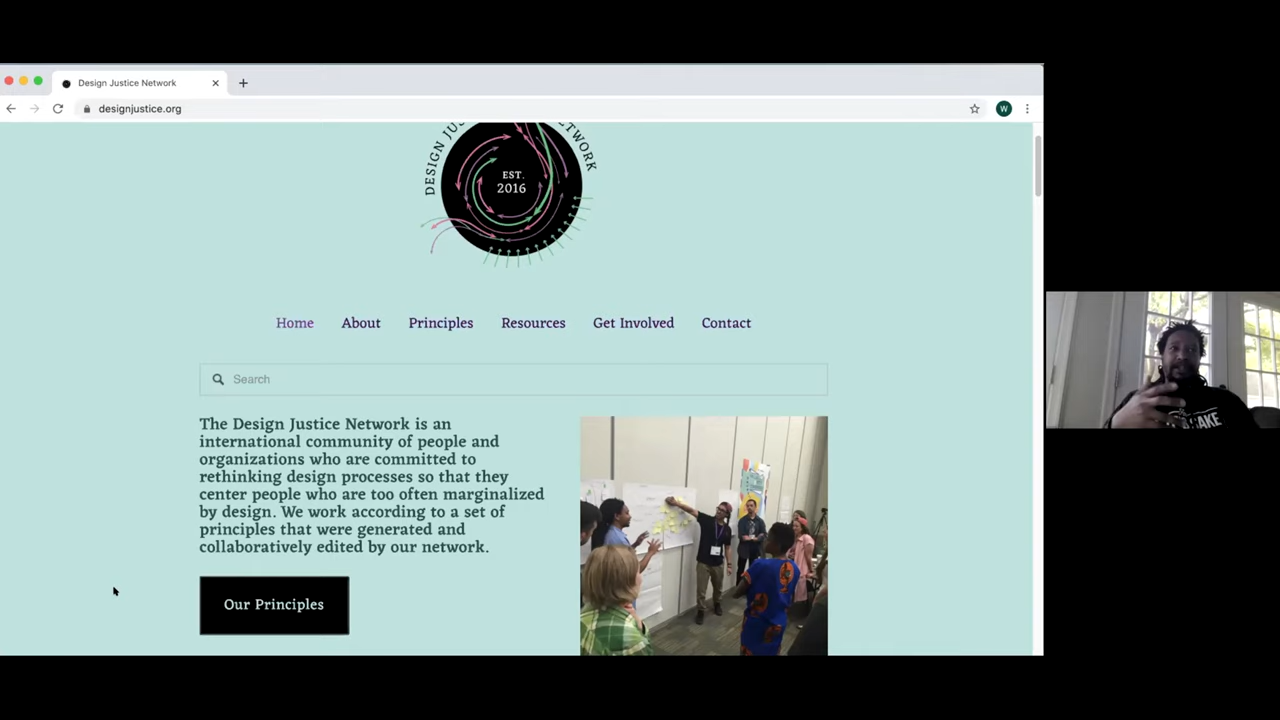 Design Justice Network
designjustice.org
W
DESIGN JUS
ETWORK
EST.
2016
Home About Principles Resources Get Involved Contact
Search
The Design Justice Network is an
international community of people and
organizations who are committed to
rethinking design processes so that they
center people who are too often marginalized
by design. We work according to a set of
principles that were generated and
collaboratively edited by our network.
Our Principles